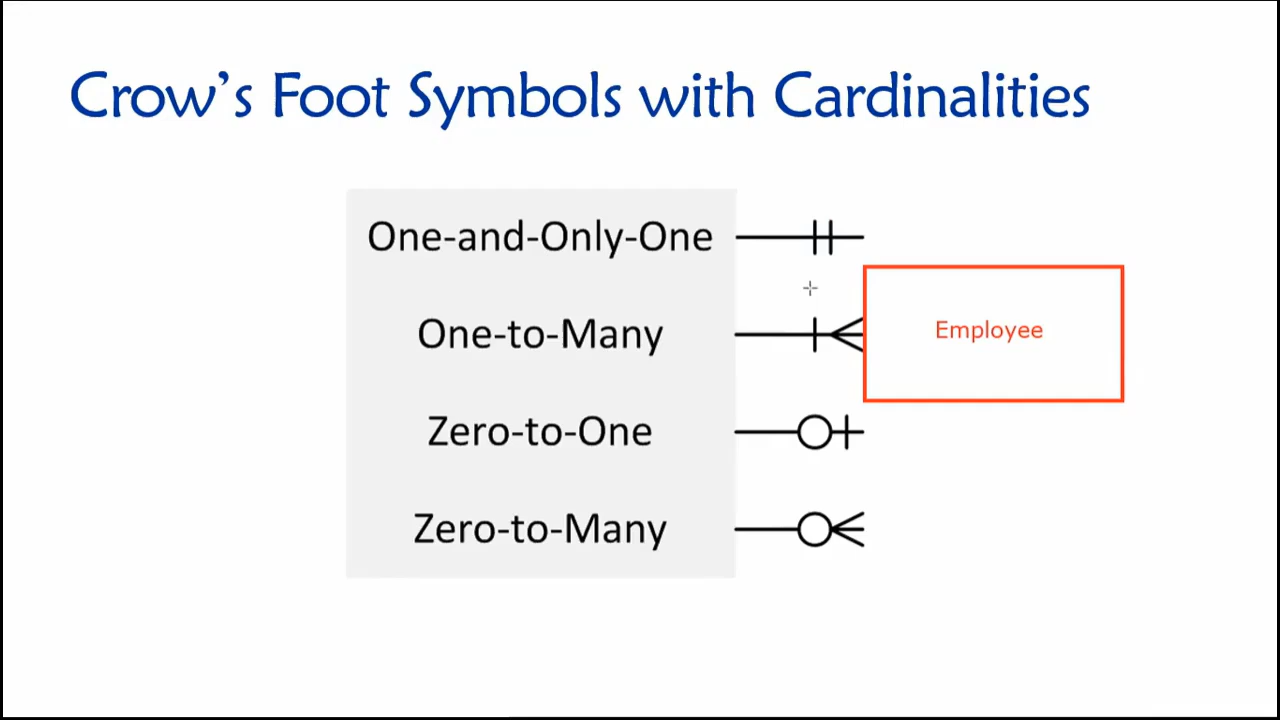 Crow's Foot Symbols with Cardinalities
One-and-Only-One
One-to-Many
Employee
Zero-to-One
Zero-to-Many